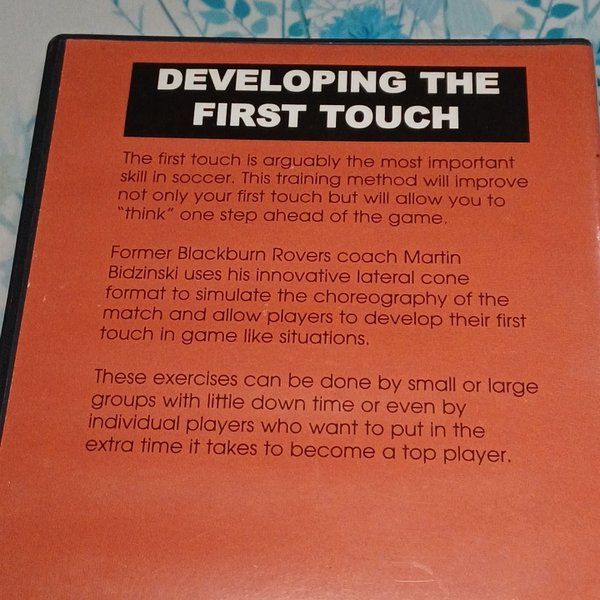 DEVELOPING THE
FIRST TOUCH
The first touch is arguably the most important
skill in soccer. This training method will improve
not only your first touch but will allow you to
"think" one step ahead of the game.
Former Blackburn Rovers coach Martin
Bidzinski uses his innovative lateral cone
format to simulate the choreography of the
match and allow players to develop their first
touch in game like situations.
These exercises can be done by small or large
groups with little down time or even by
individual players who want to put in the
extra time it takes to become a top player.